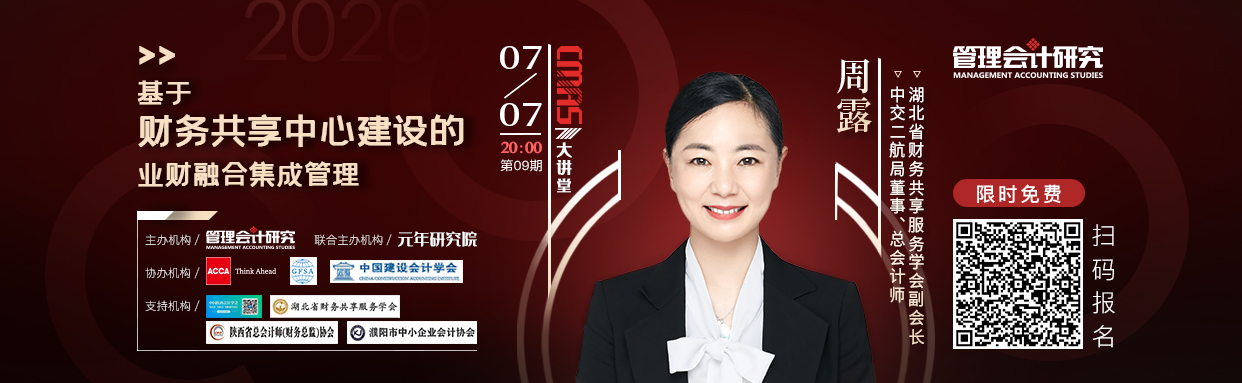 2020
>>
基于
财务共享中心建设的
业财融合集成管理
主办机构 / 管理会计研究
MANAGEMENT ACCOUNTING STUDIES
联合主办机构 / 元年研究院
协办机构 / ACCA Think Ahead
GFSA
中国建设会计学会
支持机构 /
湖北省财务共享服务学会
陕西省总会计师(财务总监)协会
濮阳市中小企业会计协会
07
07
20:00
第09期
CMAS
大讲堂
周露
湖北省财务共享服务学会副会长
中交二航局董事、总会计师
管理会计研究
MANAGEMENT ACCOUNTING STUDIES
限时免费
扫码报名